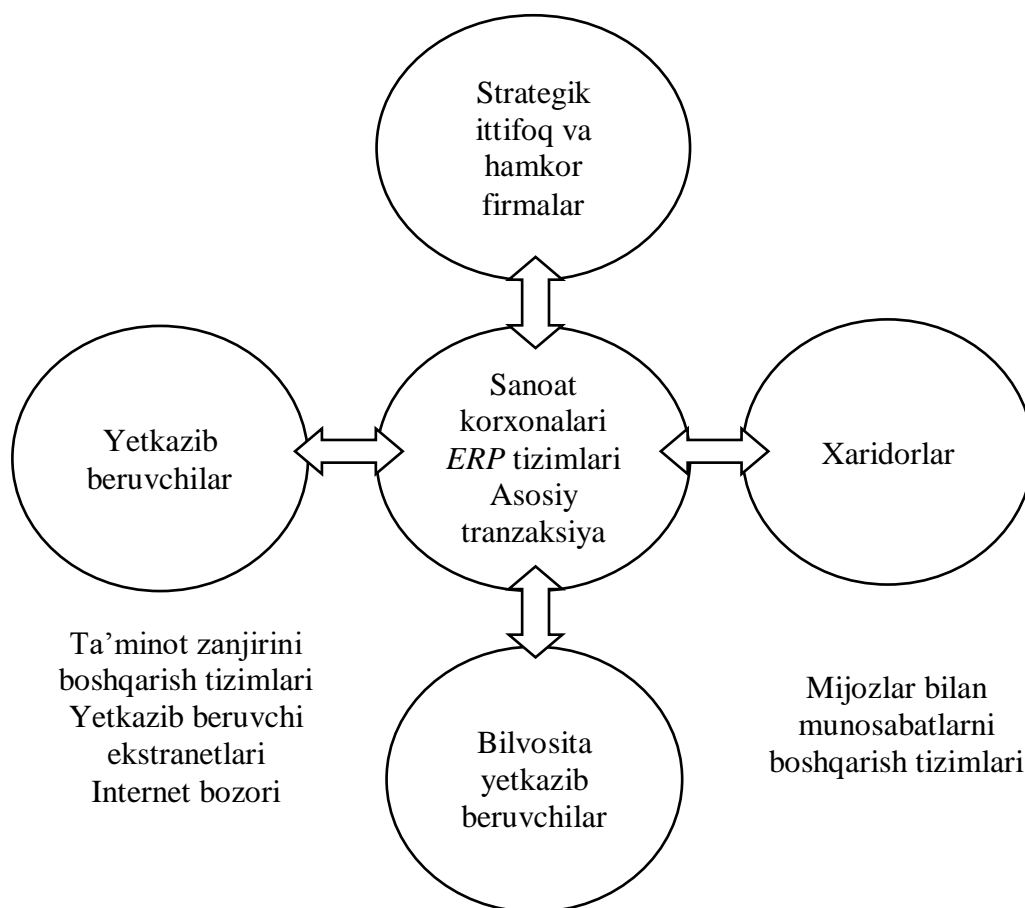 Strategik
ittifoq va
hamkor
firmalar
Yetkazib
beruvchilar
Sanoat
korxonalari
ERP tizimlari
Asosiy
tranzaksiya
Xaridorlar
Ta’minot zanjirini
boshqarish tizimlari
Yetkazib beruvchi
ekstranetlari
Internet bozori
Bilvosita
yetkazib
beruvchilar
Mijozlar bilan
munosabatlarni
boshqarish tizimlari